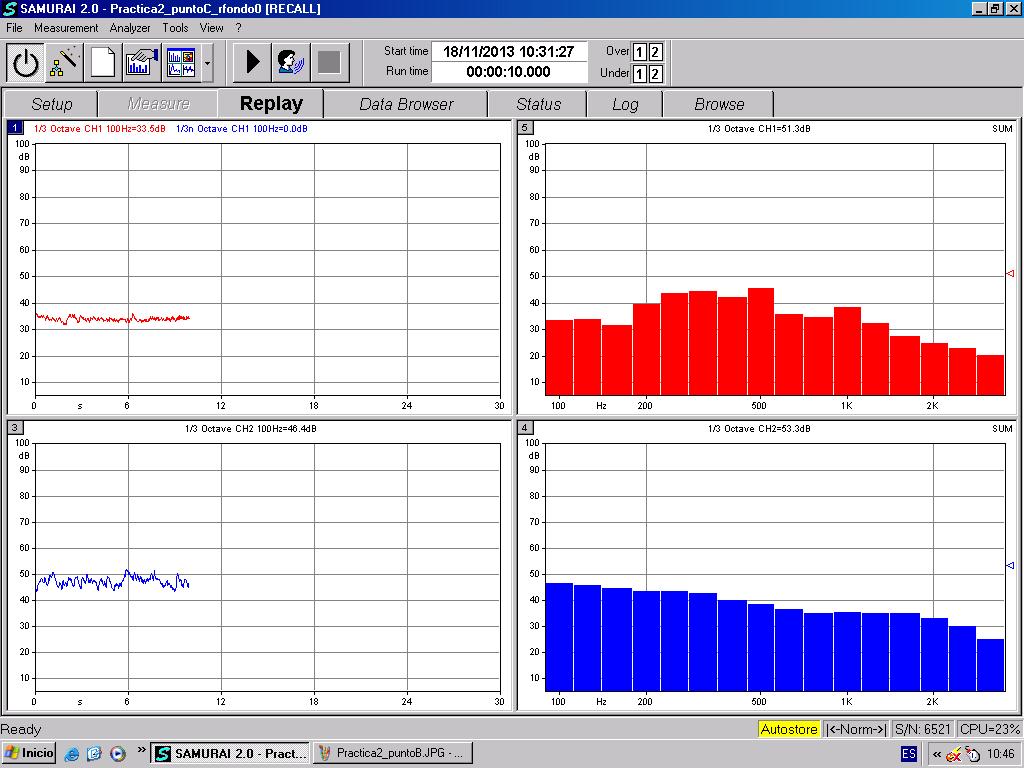 SAMURAI 2.0 - Practica2_puntoC_rfondo0 [RECALL]
File Measurement Analyzer Tools View ?
Start time 18/11/2013 10:31:27 Over 1 2
Run time 00:00:10.000 Under 1 2
Setup Measure Replay Data Browser Status Log Browse
1 1/3 Octave CH1 100Hz=33.5dB 1/3n Octave CH1 100Hz=0.0dB
100
dB
90
80
70
60
50
40
30
20
10
0 s 6 12 18 24 30
5 1/3 Octave CH1=51.3dB SUM
100
dB
90
80
70
60
50
40
30
20
10
100 Hz 200 500 1K 2K
3 1/3 Octave CH2 100Hz=46.4dB
100
dB
90
80
70
60
50
40
30
20
10
0 s 6 12 18 24 30
4 1/3 Octave CH2=53.3dB SUM
100
dB
90
80
70
60
50
40
30
20
10
100 Hz 200 500 1K 2K
Ready Autostore |<-Norm->| S/N: 6521 CPU=23%
Inicio » SAMURAI 2.0 - Pract... Practica2_puntoB.JPG - ... ES « 10:46